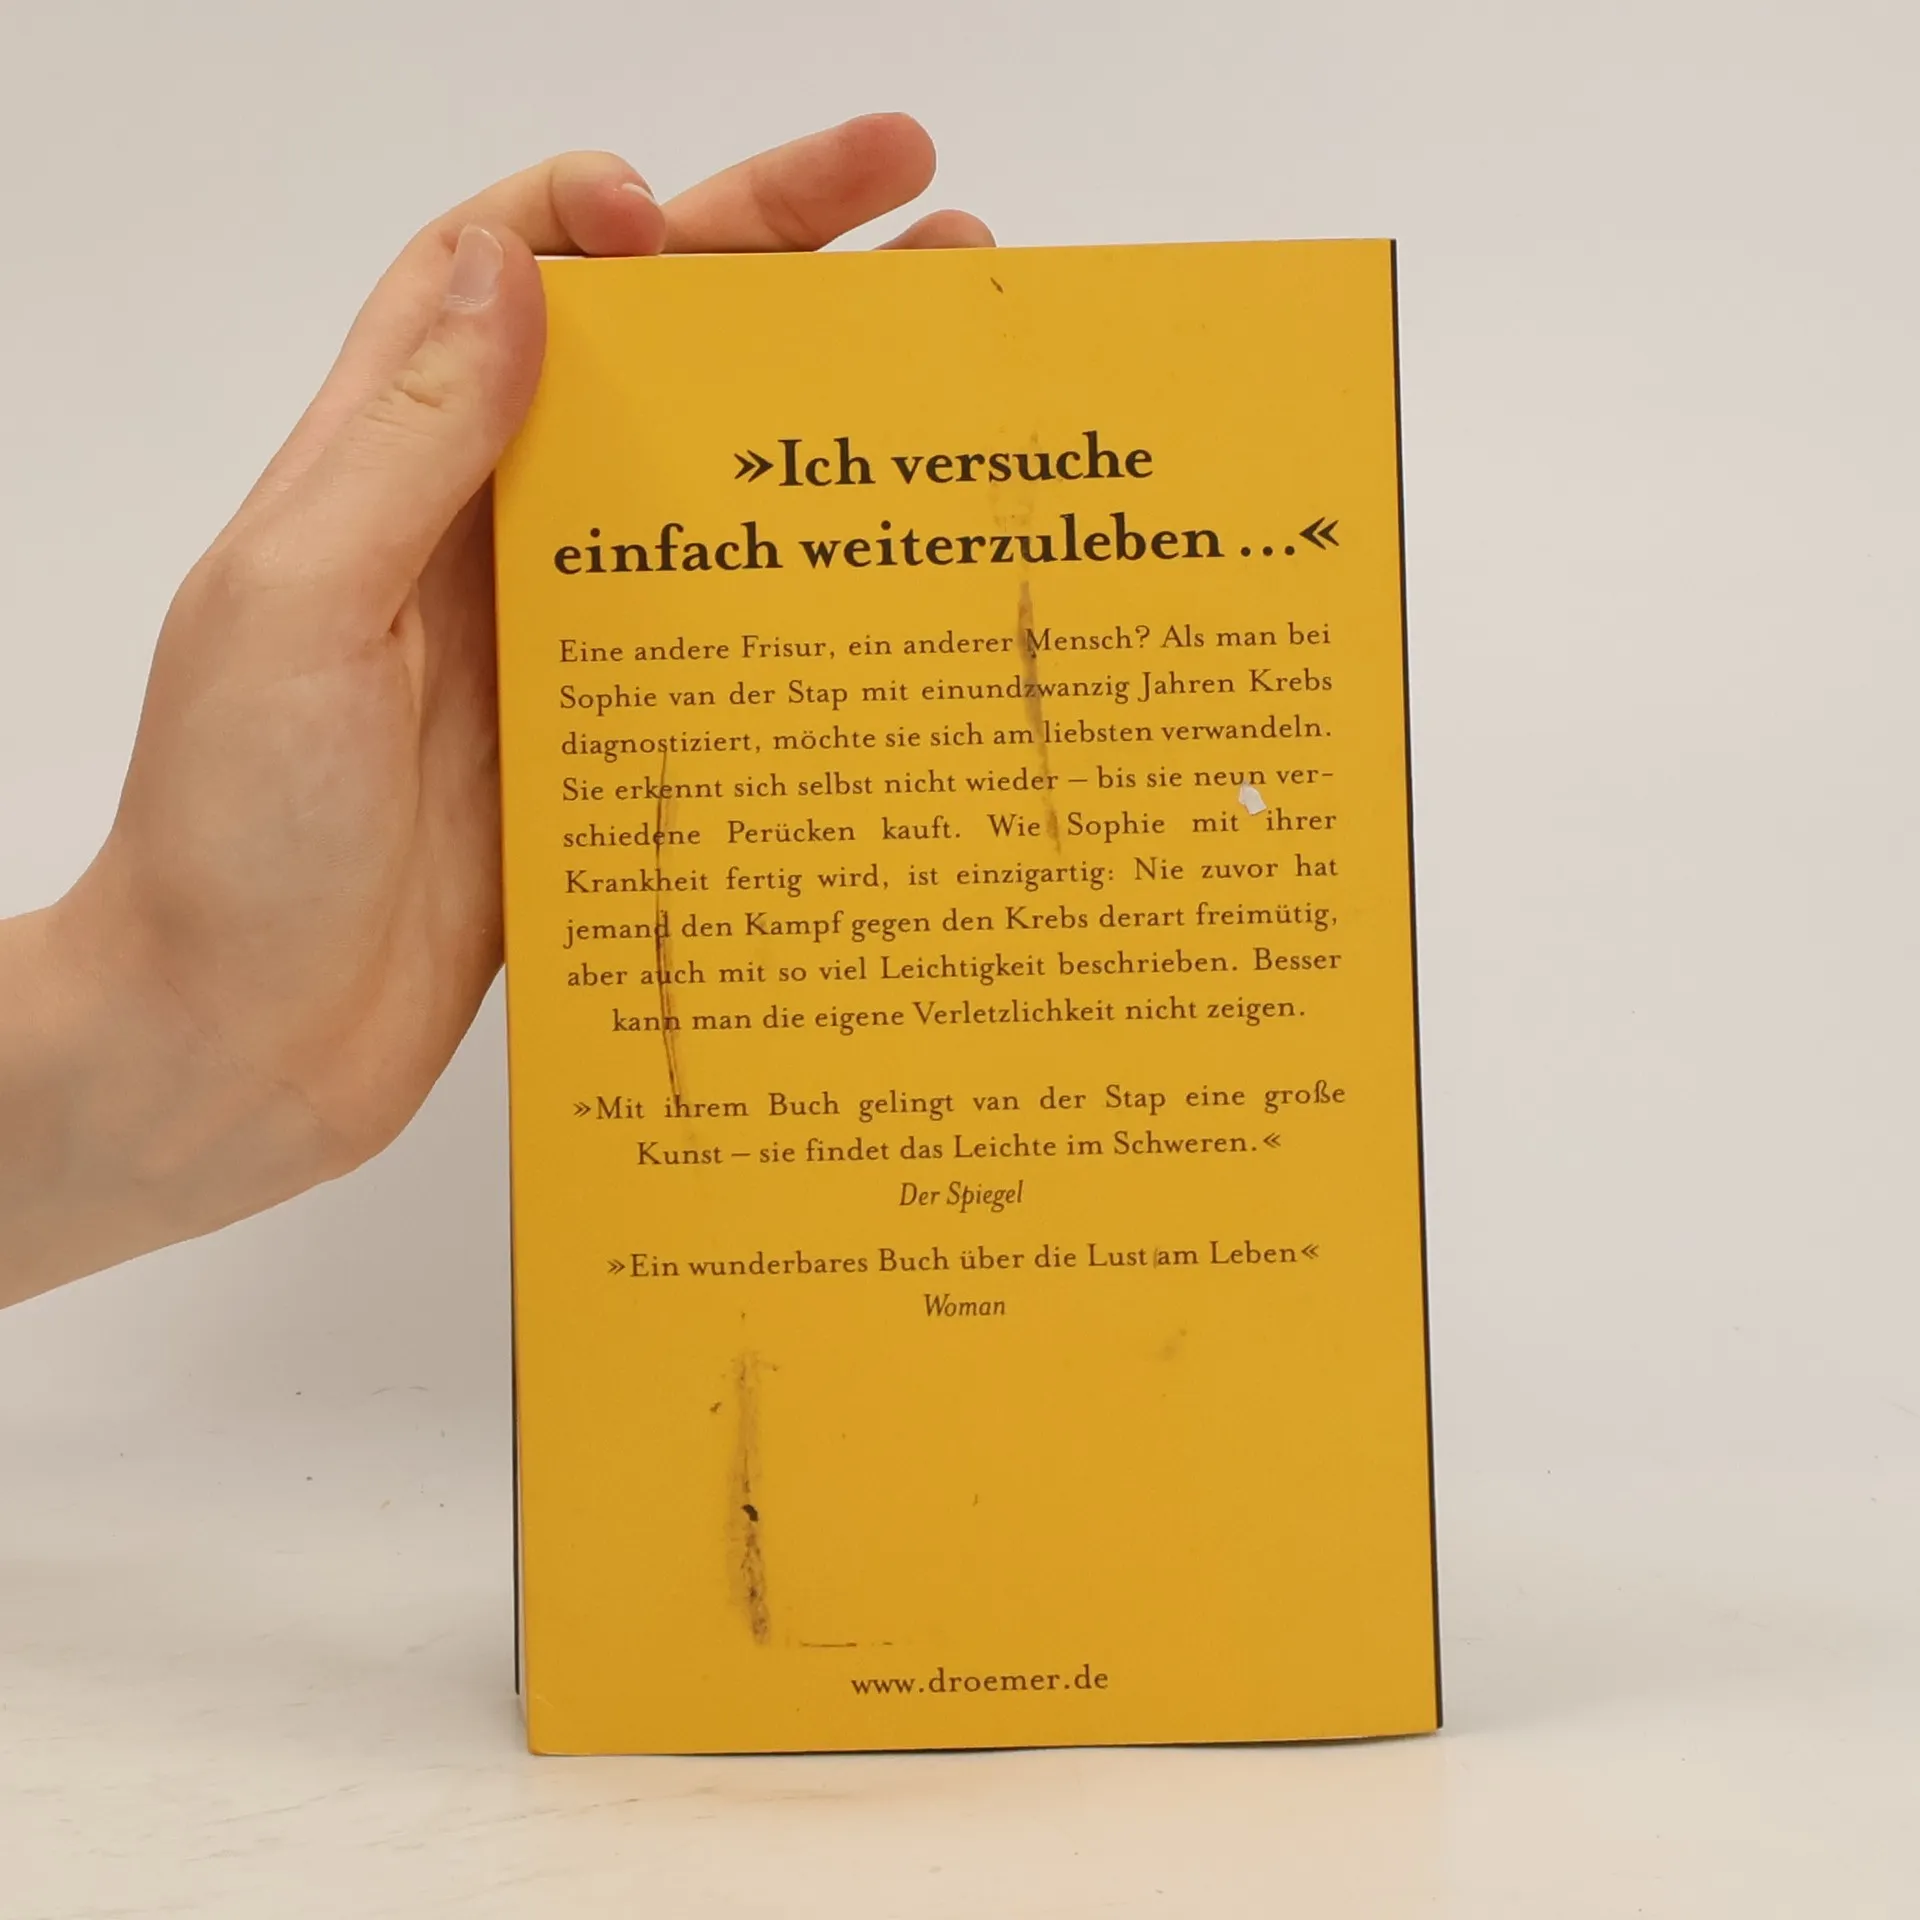 »Ich versuche
einfach weiterzuleben ...«
Eine andere Frisur, ein anderer Mensch? Als man bei
Sophie van der Stap mit einundzwanzig Jahren Krebs
diagnostiziert, möchte sie sich am liebsten verwandeln.
Sie erkennt sich selbst nicht wieder – bis sie neun ver-
schiedene Perücken kauft. Wie Sophie mit ihrer
Krankheit fertig wird, ist einzigartig: Nie zuvor hat
jemand den Kampf gegen den Krebs derart freimütig,
aber auch mit so viel Leichtigkeit beschrieben. Besser
kann man die eigene Verletzlichkeit nicht zeigen.
»Mit ihrem Buch gelingt van der Stap eine große
Kunst – sie findet das Leichte im Schweren.«
Der Spiegel
»Ein wunderbares Buch über die Lust am Leben«
Woman
www.droemer.de